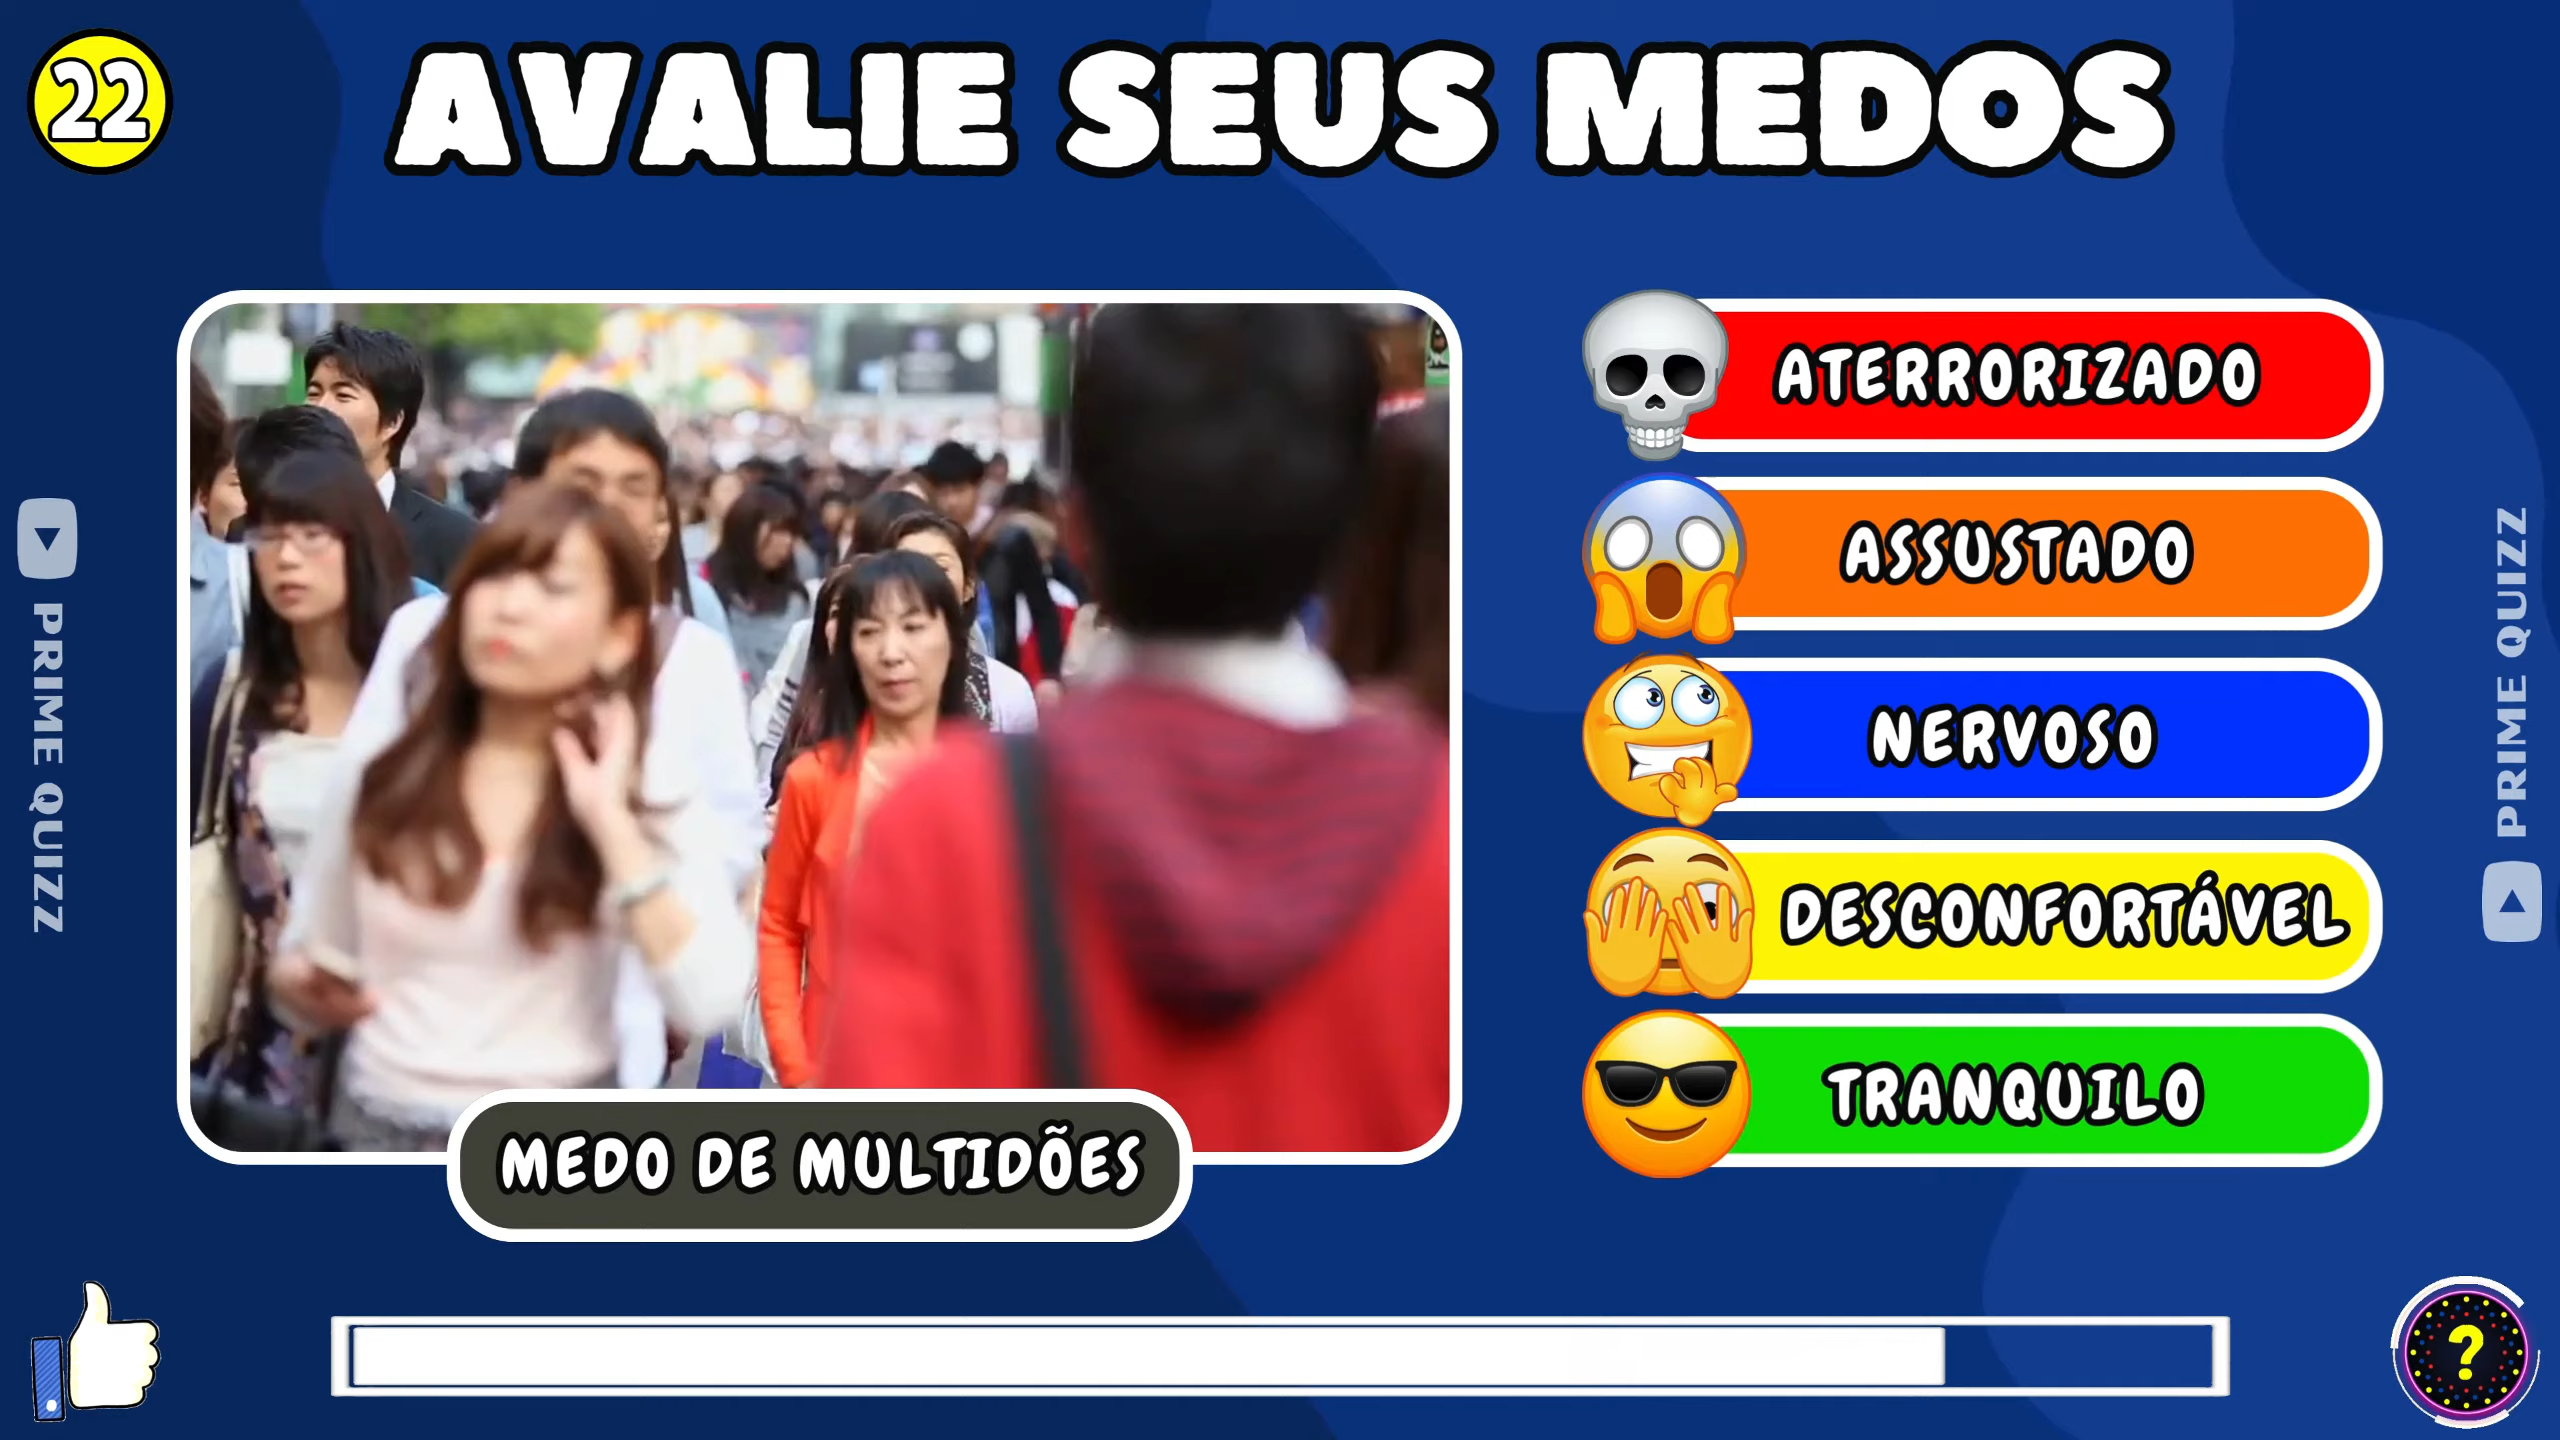 22
AVALIE SEUS MEDOS
PRIME QUIZZ
MEDO DE MULTIDÕES
ATERRORIZADO
ASSUSTADO
NERVOSO
DESCONFORTÁVEL
TRANQUILO
PRIME QUIZZ
?